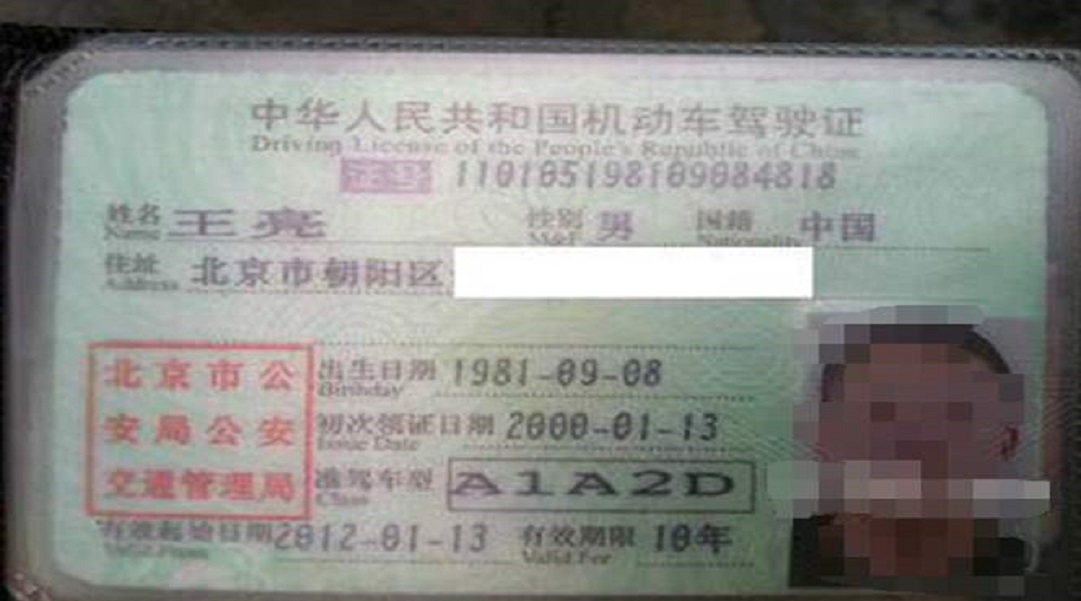 中华人民共和国机动车驾驶证
Driving License of the People's Republic of China
证号 110105198109084818
姓名 王亮 性别 男 国籍 中国
Name Nationality
住址 北京市朝阳区
Address
北京市公
安局公安
交通管理局
出生日期 1981-09-08
Birthday
初次领证日期 2000-01-13
Issue Date
准驾车型 A1A2D
Class
有效起始日期 2012-01-13 有效期限 10年
Valid From Valid For